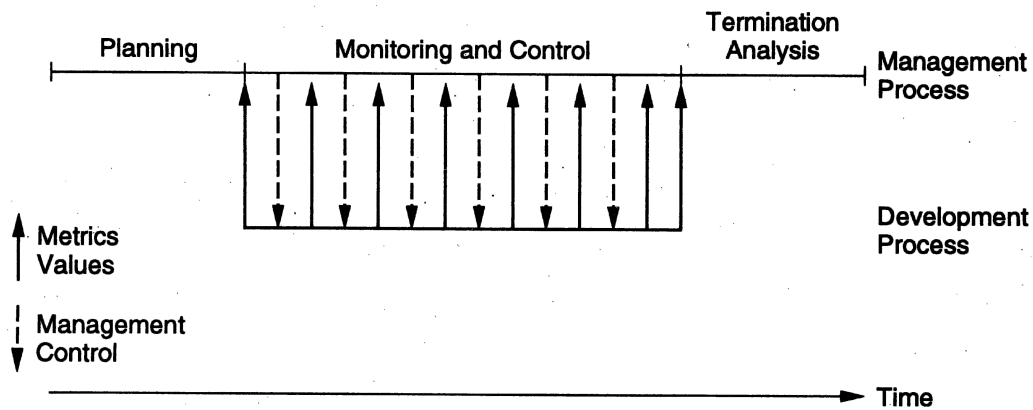 Planning
Monitoring and Control
Termination
Analysis
Management
Process
Development
Process
Metrics
Values
Management
Control
Time